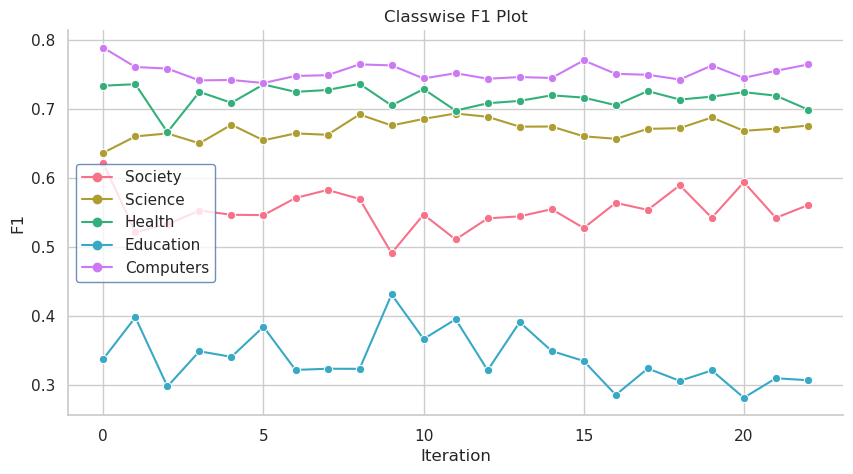 Classwise F1 Plot
0.8
0.7
0.6
0.5
0.4
0.3
F1
Society
Science
Health
Education
Computers
0 5 10 15 20
Iteration